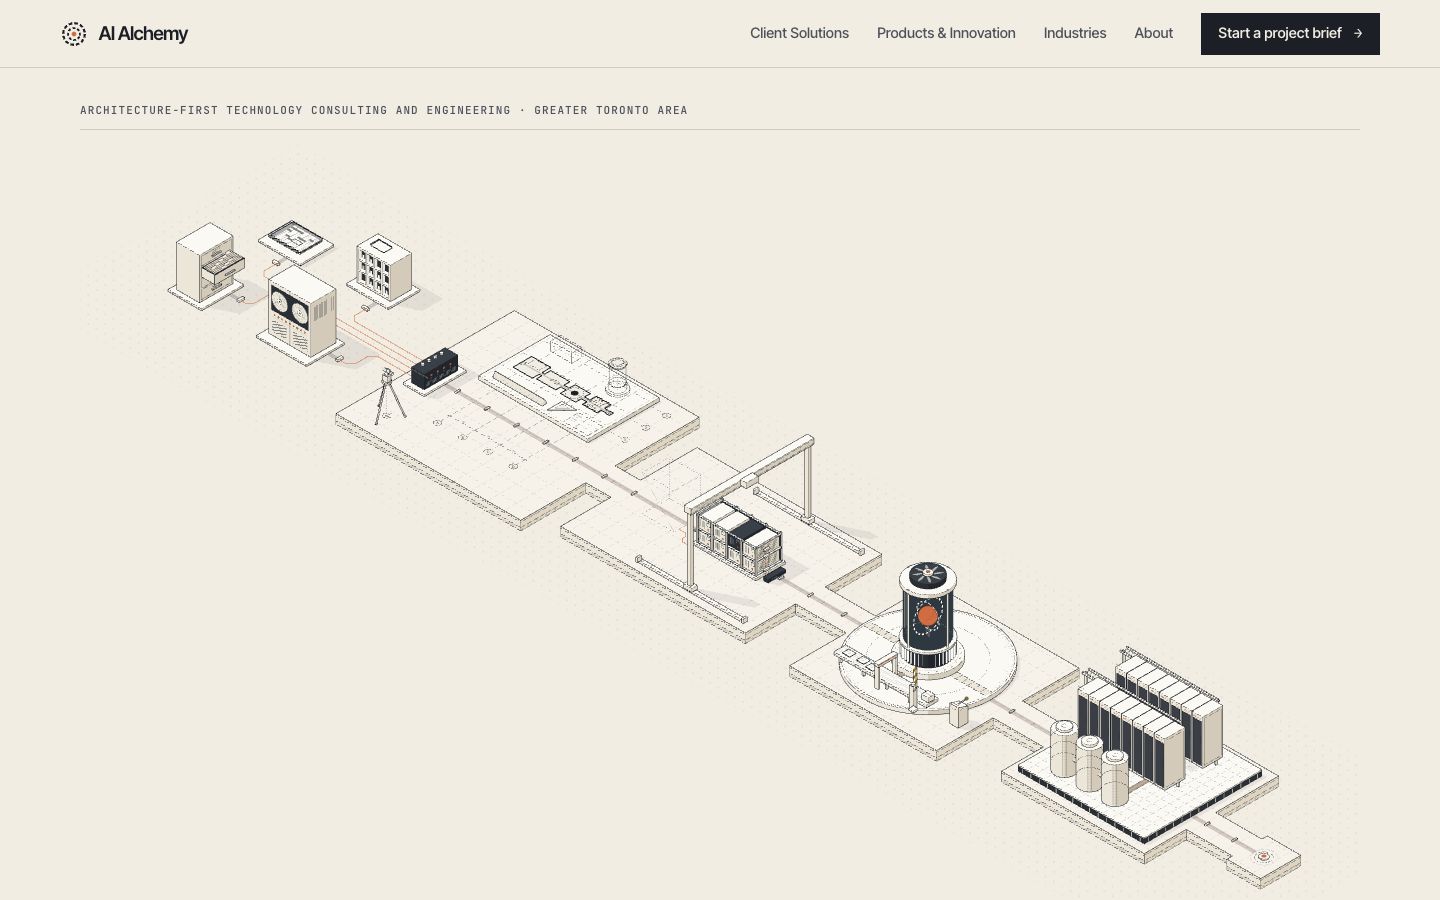 AI Alchemy
Client Solutions
Products & Innovation
Industries
About
Start a project brief →
ARCHITECTURE-FIRST TECHNOLOGY CONSULTING AND ENGINEERING · GREATER TORONTO AREA